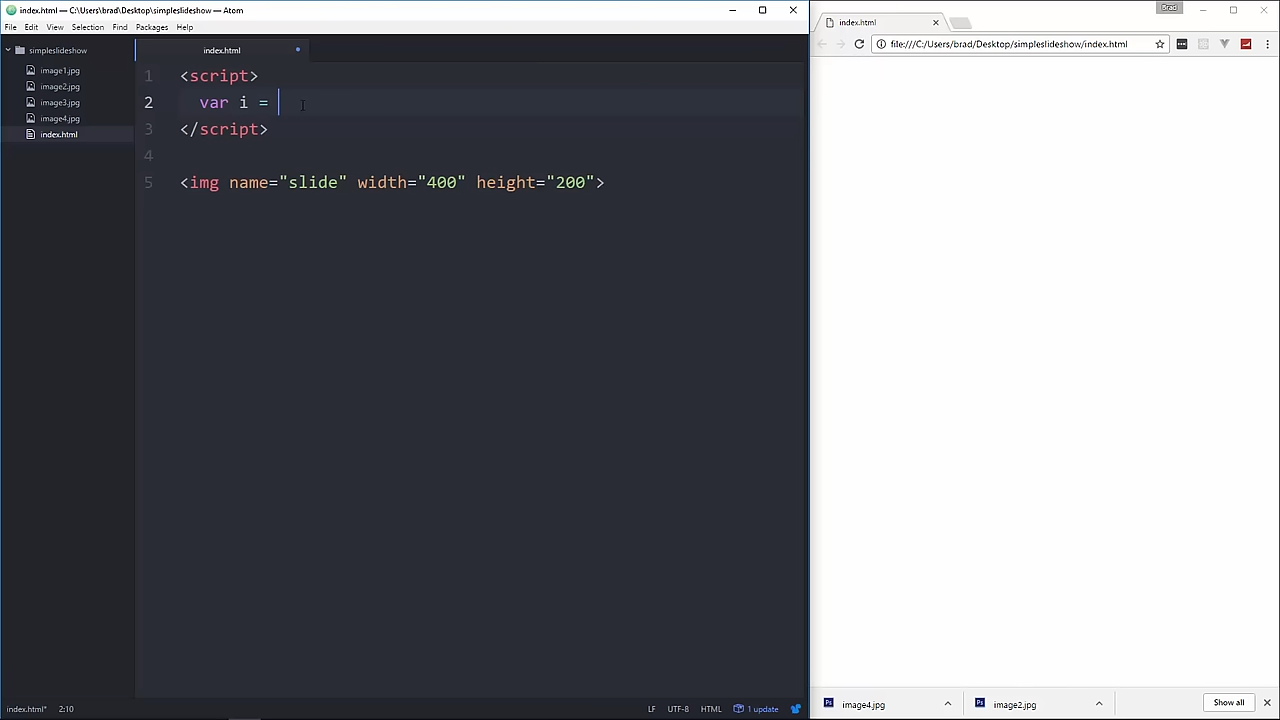 index.html — C:\Users\brad\Desktop\simpleslideshow — Atom
File Edit View Selection Find Packages Help
simpleslideshow
image1.jpg
image2.jpg
image3.jpg
image4.jpg
index.html
index.html
1 <script>
2 var i =
3 </script>
4
5 <img name="slide" width="400" height="200">
index.html* 2:10
LF UTF-8 HTML 1 update
Brad
index.html
file:///C:/Users/brad/Desktop/simpleslideshow/index.html
image4.jpg
image2.jpg
Show all